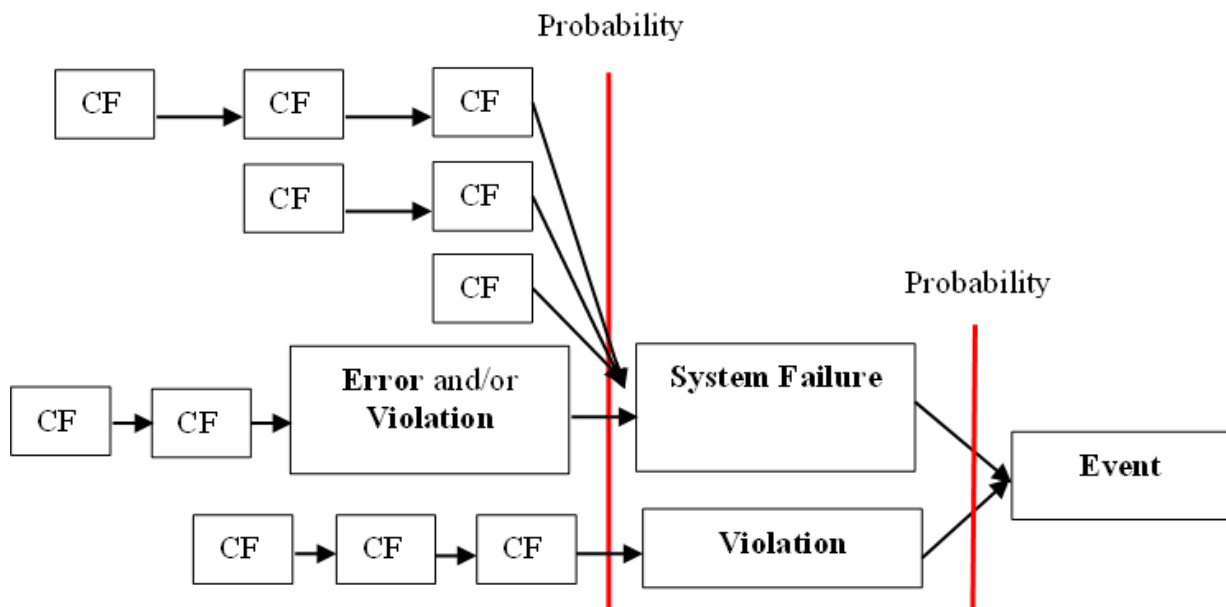 Probability
CF
CF
CF
CF
CF
CF
Probability
Error and/or
Violation
System Failure
CF
CF
Event
CF
CF
CF
Violation